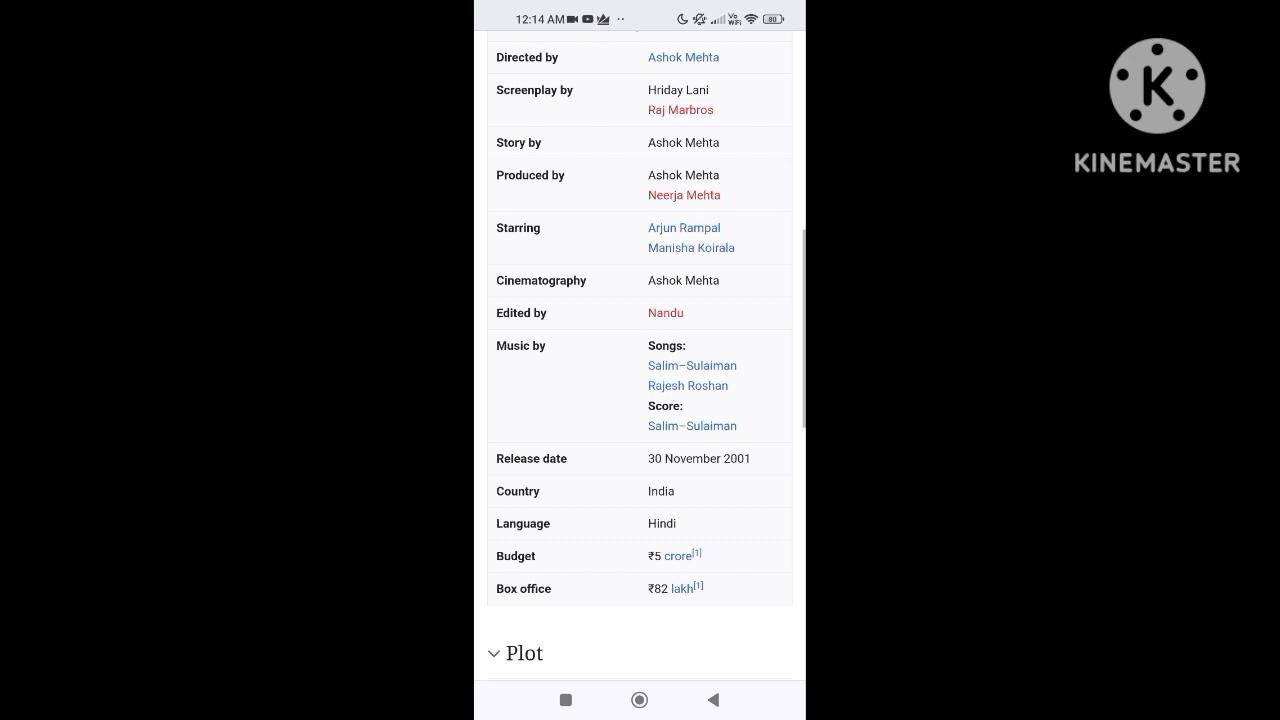 12:14 AM
Vo
WiFi
80
Directed by Ashok Mehta
Screenplay by Hriday Lani
Raj Marbros
Story by Ashok Mehta
Produced by Ashok Mehta
Neerja Mehta
Starring Arjun Rampal
Manisha Koirala
Cinematography Ashok Mehta
Edited by Nandu
Music by Songs:
Salim–Sulaiman
Rajesh Roshan
Score:
Salim–Sulaiman
Release date 30 November 2001
Country India
Language Hindi
Budget ₹5 crore[1]
Box office ₹82 lakh[1]
Plot
K
KINEMASTER